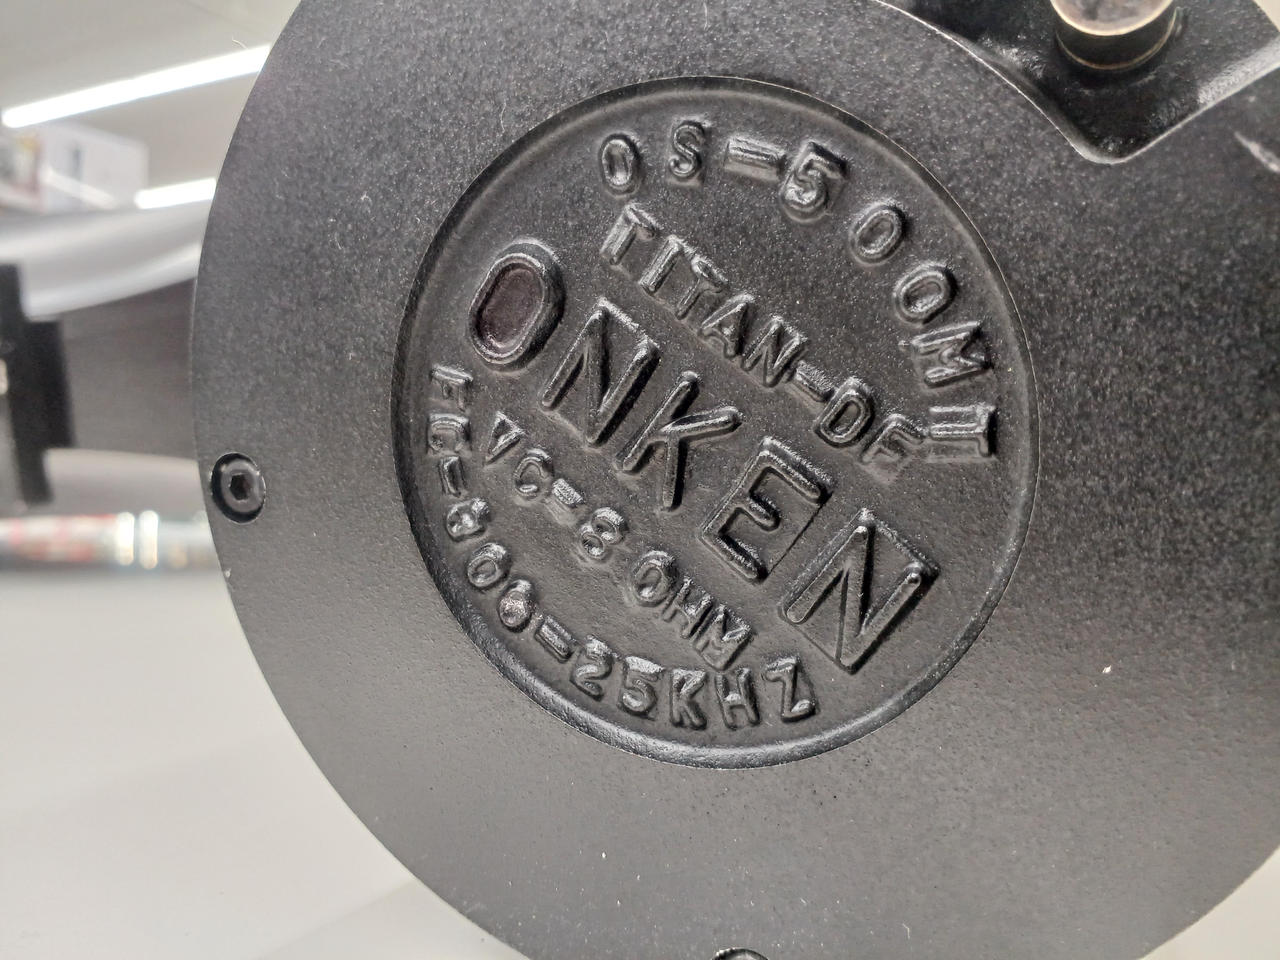 OS-500MT
TITAN-DF
ONKEN
VC-8 OHM
FC-800-25KHZ